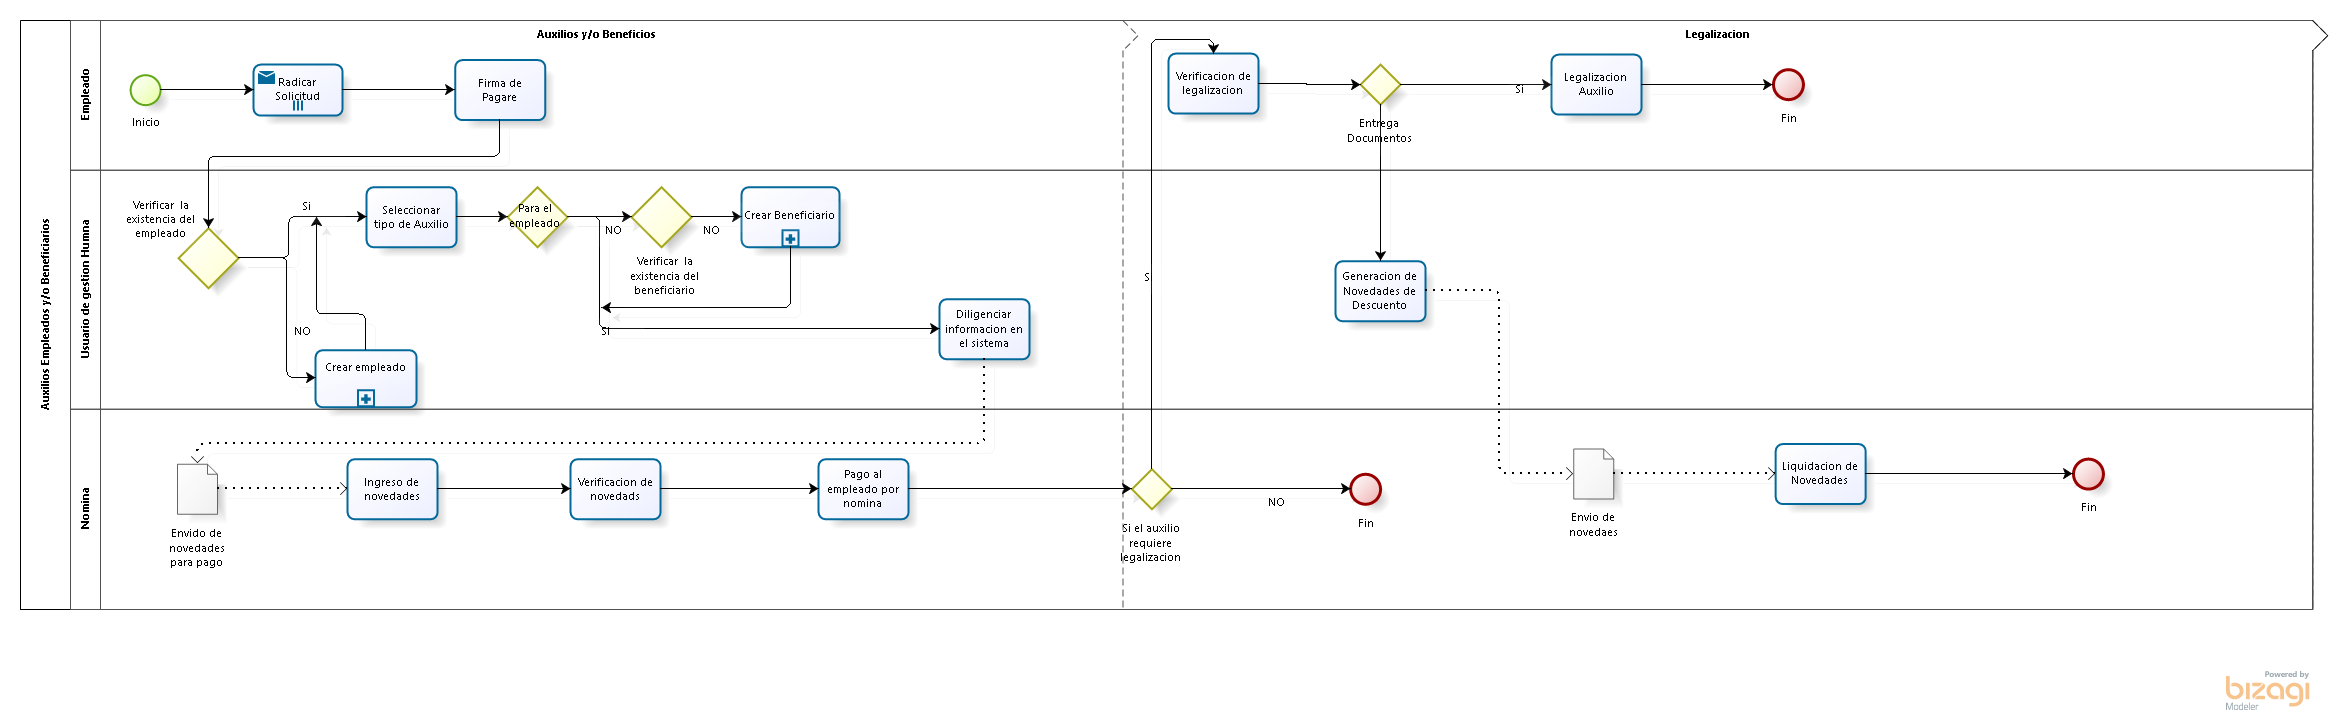 Auxilios y/o Beneficios
Legalizacion
Auxilios Empleados y/o Beneficiarios
Empleado
Inicio
Radicar
Solicitud
Firma de
Pagare
Verificacion de
legalizacion
Entrega
Documentos
Si
Legalizacion
Auxilio
Fin
Usuario de gestion Humna
Verificar la
existencia del
empleado
Si
NO
Crear empleado
Seleccionar
tipo de Auxilio
Para el
empleado
NO
SI
Verificar la
existencia del
beneficiario
NO
Crear Beneficiario
Diligenciar
informacion en
el sistema
S
Generacion de
Novedades de
Descuento
Nomina
Envido de
novedades
para pago
Ingreso de
novedades
Verificacion de
novedads
Pago al
empleado por
nomina
Si el auxilio
requiere
legalizacion
NO
Fin
Envio de
novedaes
Liquidacion de
Novedades
Fin
Powered by
bizagi
Modeler